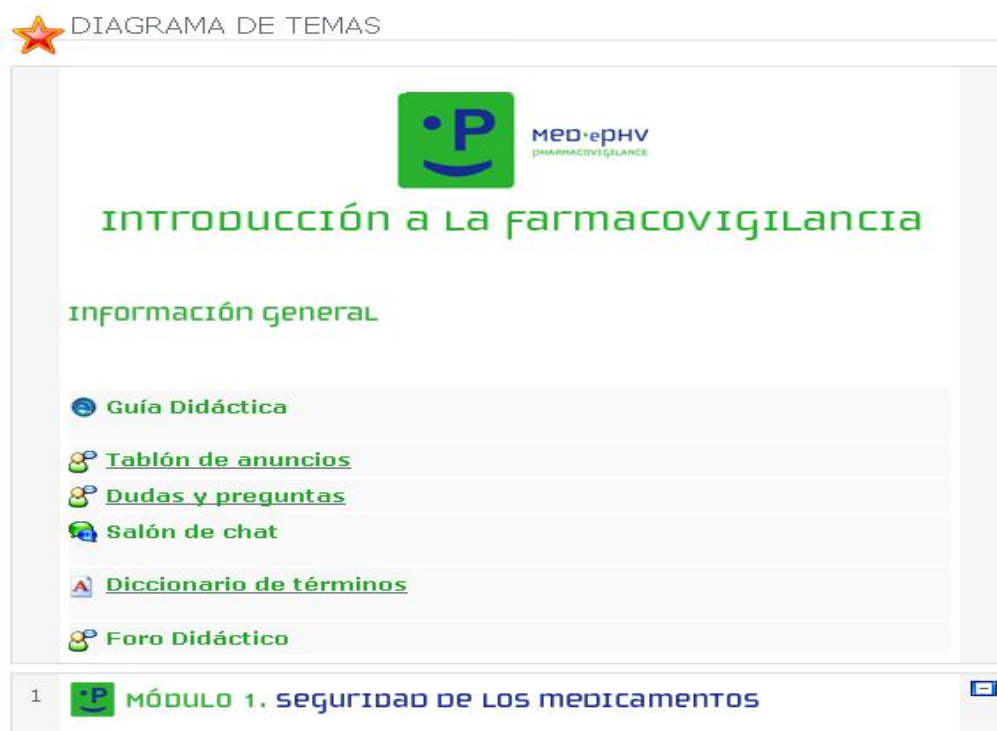 DIAGRAMA DE TEMAS
P
MED·ePHV
PHARMACOVIGILANCE
Introducción a la farmacovigilancia
Información general
Guía Didáctica
Tablón de anuncios
Dudas y preguntas
Salón de chat
Diccionario de términos
Foro Didáctico
1 P MÓDULO 1. seguridad de los medicamentos